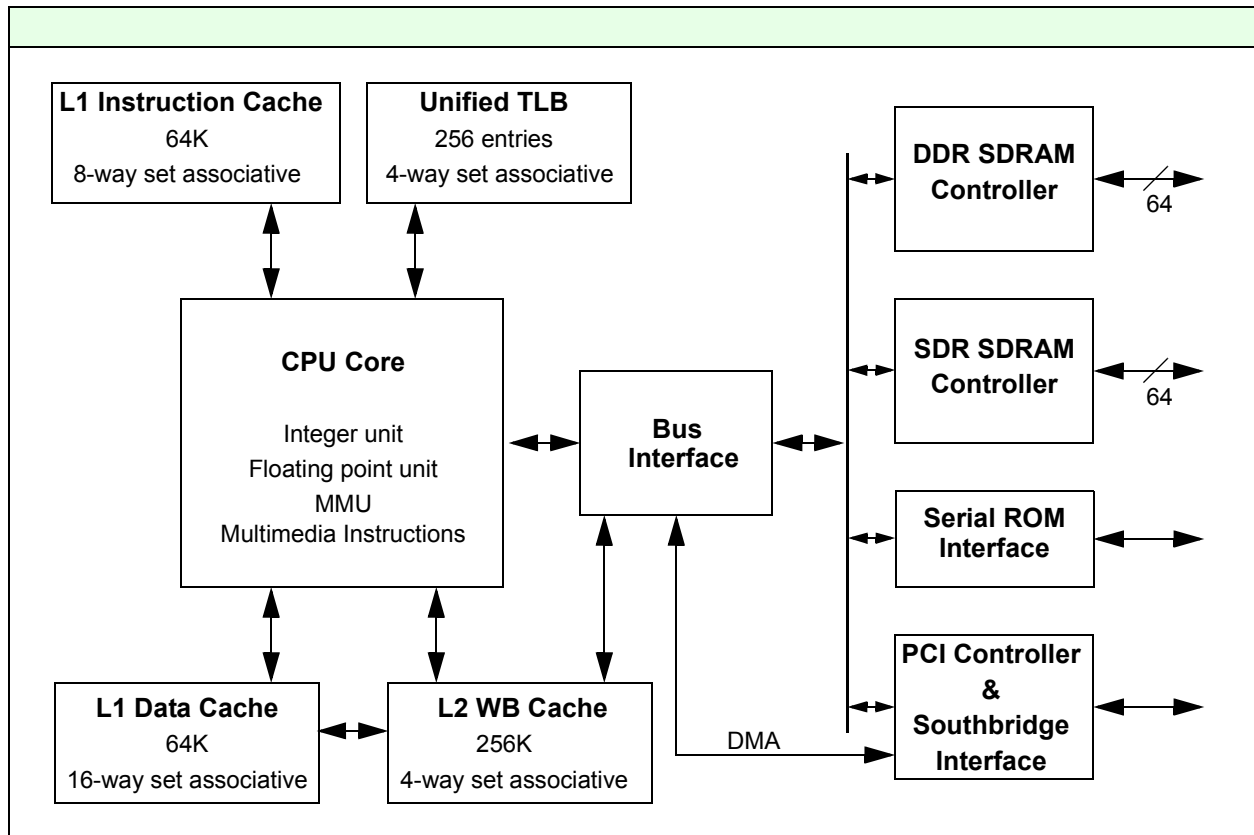 L1 Instruction Cache
64K
8-way set associative
Unified TLB
256 entries
4-way set associative
CPU Core
Integer unit
Floating point unit
MMU
Multimedia Instructions
Bus
Interface
DDR SDRAM
Controller
64
SDR SDRAM
Controller
64
Serial ROM
Interface
PCI Controller
&
Southbridge
Interface
L1 Data Cache
64K
16-way set associative
L2 WB Cache
256K
4-way set associative
DMA